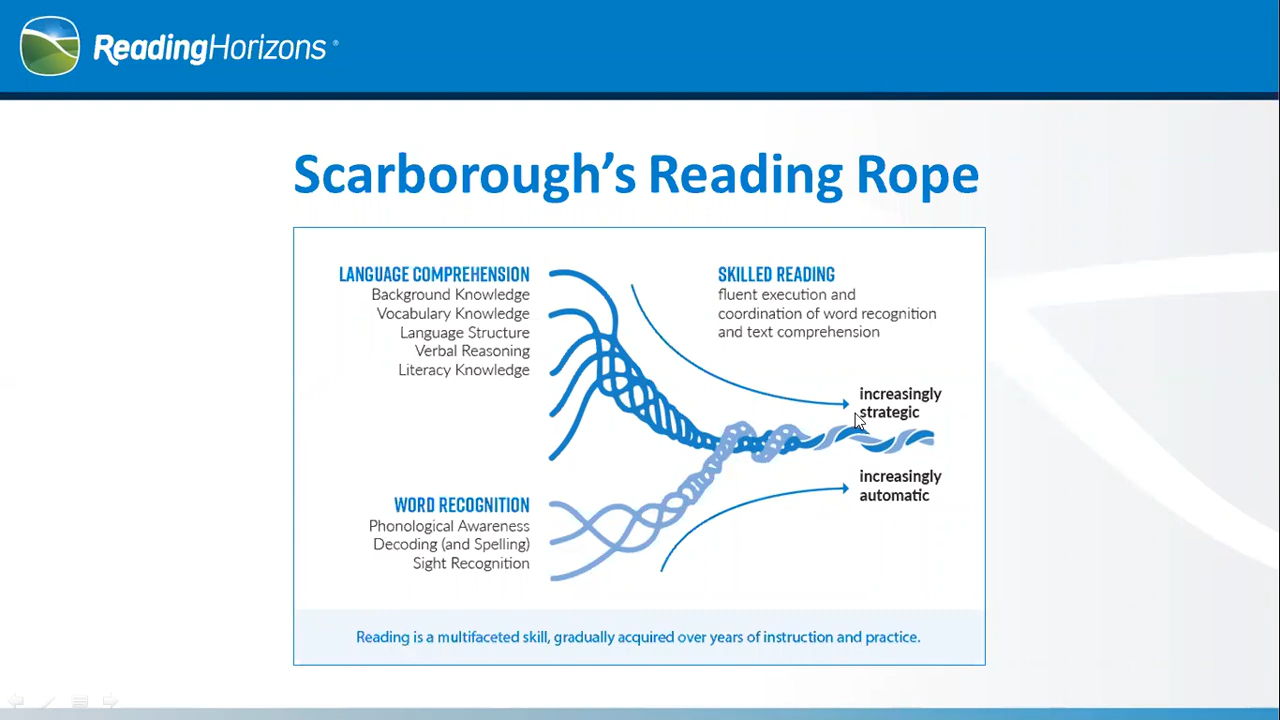 ReadingHorizons®
Scarborough's Reading Rope
LANGUAGE COMPREHENSION
Background Knowledge
Vocabulary Knowledge
Language Structure
Verbal Reasoning
Literacy Knowledge
SKILLED READING
fluent execution and
coordination of word recognition
and text comprehension
increasingly
strategic
increasingly
automatic
WORD RECOGNITION
Phonological Awareness
Decoding (and Spelling)
Sight Recognition
Reading is a multifaceted skill, gradually acquired over years of instruction and practice.